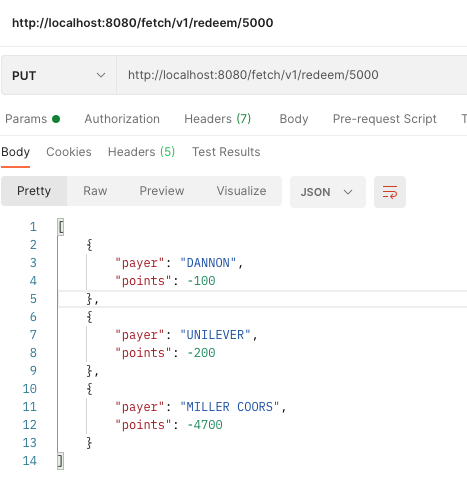 http://localhost:8080/fetch/v1/redeem/5000
PUT http://localhost:8080/fetch/v1/redeem/5000
Params Authorization Headers (7) Body Pre-request Script T
Body Cookies Headers (5) Test Results
Pretty Raw Preview Visualize JSON
1 [
2 {
3 "payer": "DANNON",
4 "points": -100
5 },
6 {
7 "payer": "UNILEVER",
8 "points": -200
9 },
10 {
11 "payer": "MILLER COORS",
12 "points": -4700
13 }
14 ]